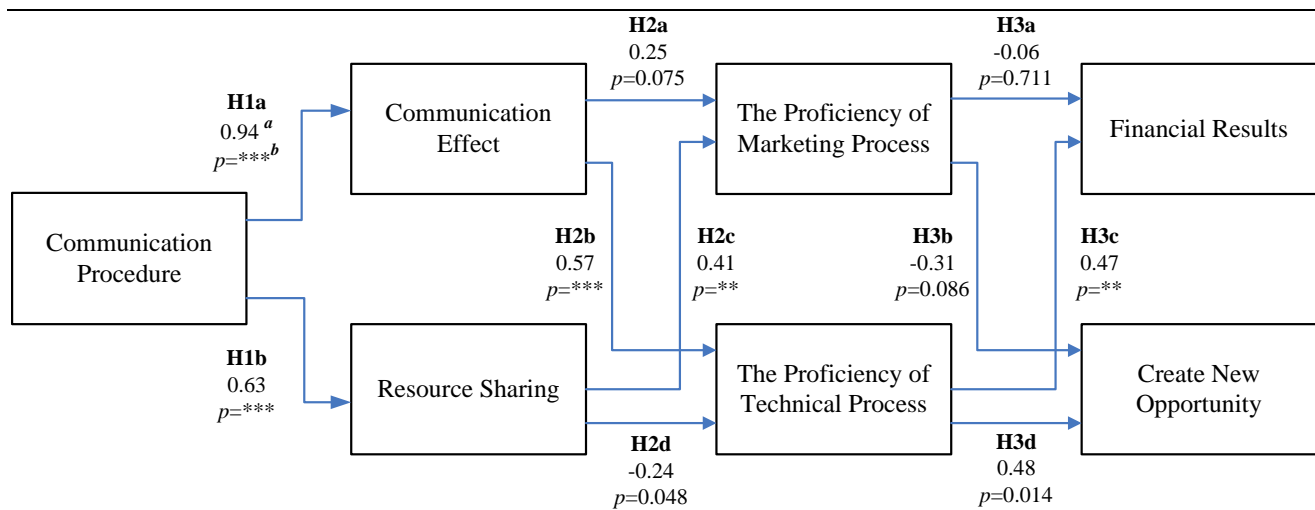 H2a
0.25
p=0.075
H3a
-0.06
p=0.711
H1a
0.94 a
p=***b
Communication
Effect
The Proficiency of
Marketing Process
Financial Results
Communication
Procedure
H2b
0.57
p=***
H2c
0.41
p=**
H3b
-0.31
p=0.086
H3c
0.47
p=**
H1b
0.63
p=***
Resource Sharing
The Proficiency of
Technical Process
Create New
Opportunity
H2d
-0.24
p=0.048
H3d
0.48
p=0.014